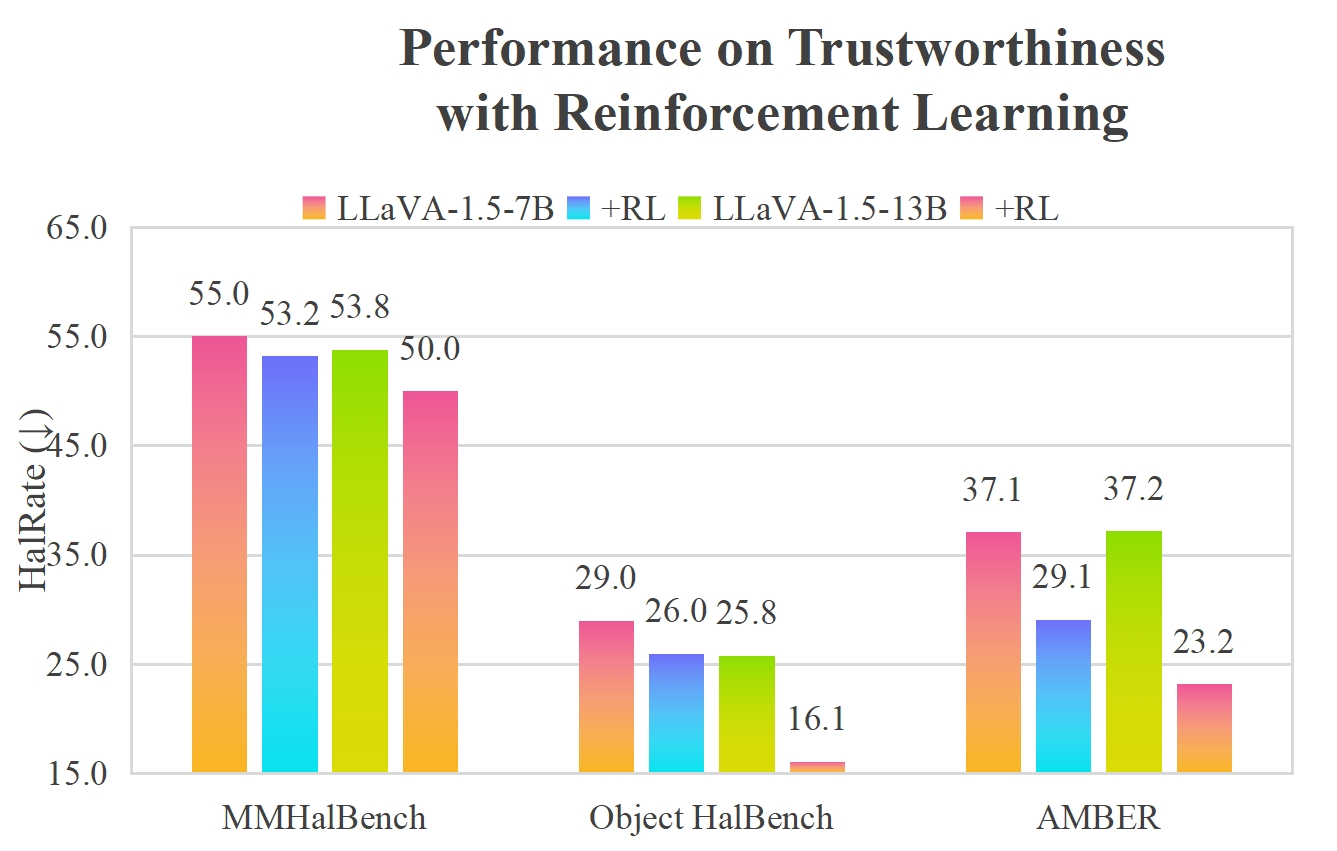 Performance on Trustworthiness
with Reinforcement Learning
LLaVA-1.5-7B +RL LLaVA-1.5-13B +RL
HalRate (↓)
65.0
55.0
45.0
35.0
25.0
15.0
55.0 53.2 53.8 50.0
29.0 26.0 25.8 16.1
37.1 29.1 37.2 23.2
MMHalBench Object HalBench AMBER